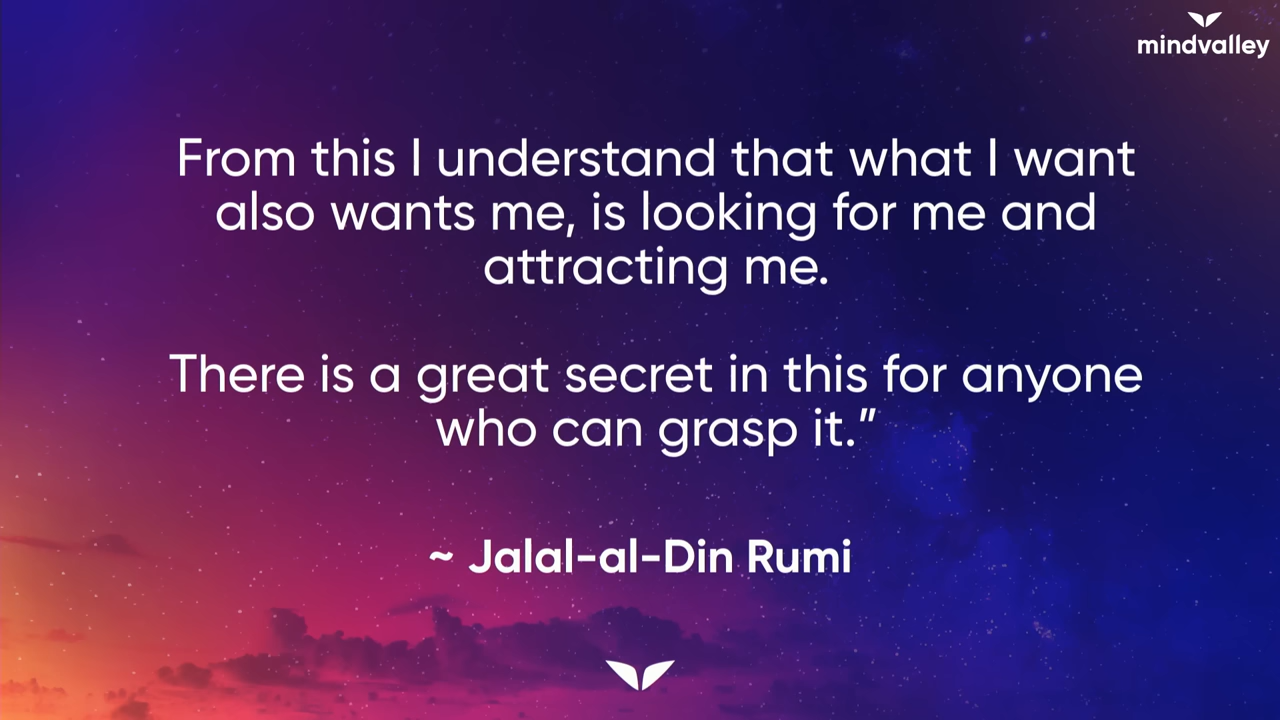 mindvalley
From this I understand that what I want
also wants me, is looking for me and
attracting me.
There is a great secret in this for anyone
who can grasp it.”
~ Jalal-al-Din Rumi